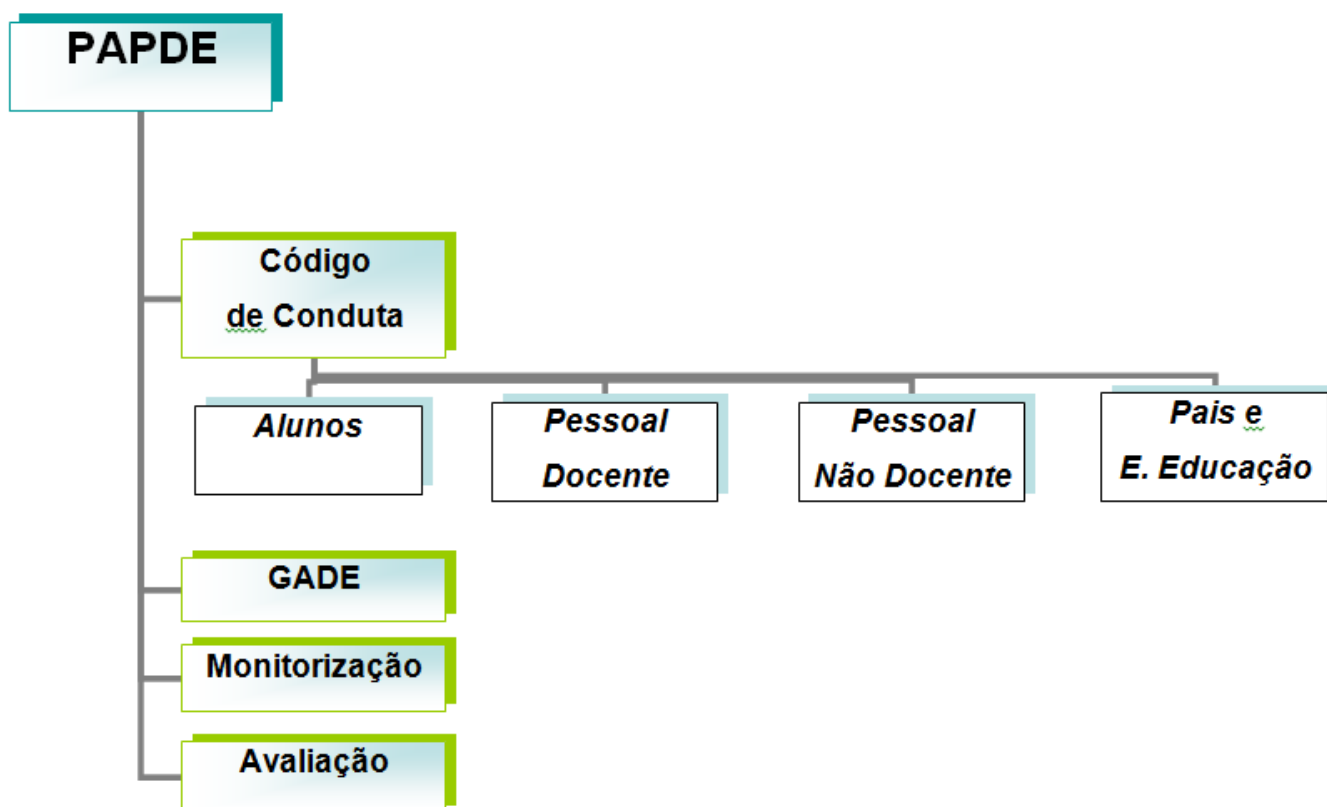 PAPDE
Código
de Conduta
Alunos
Pessoal
Docente
Pessoal
Não Docente
Pais e
E. Educação
GADE
Monitorização
Avaliação